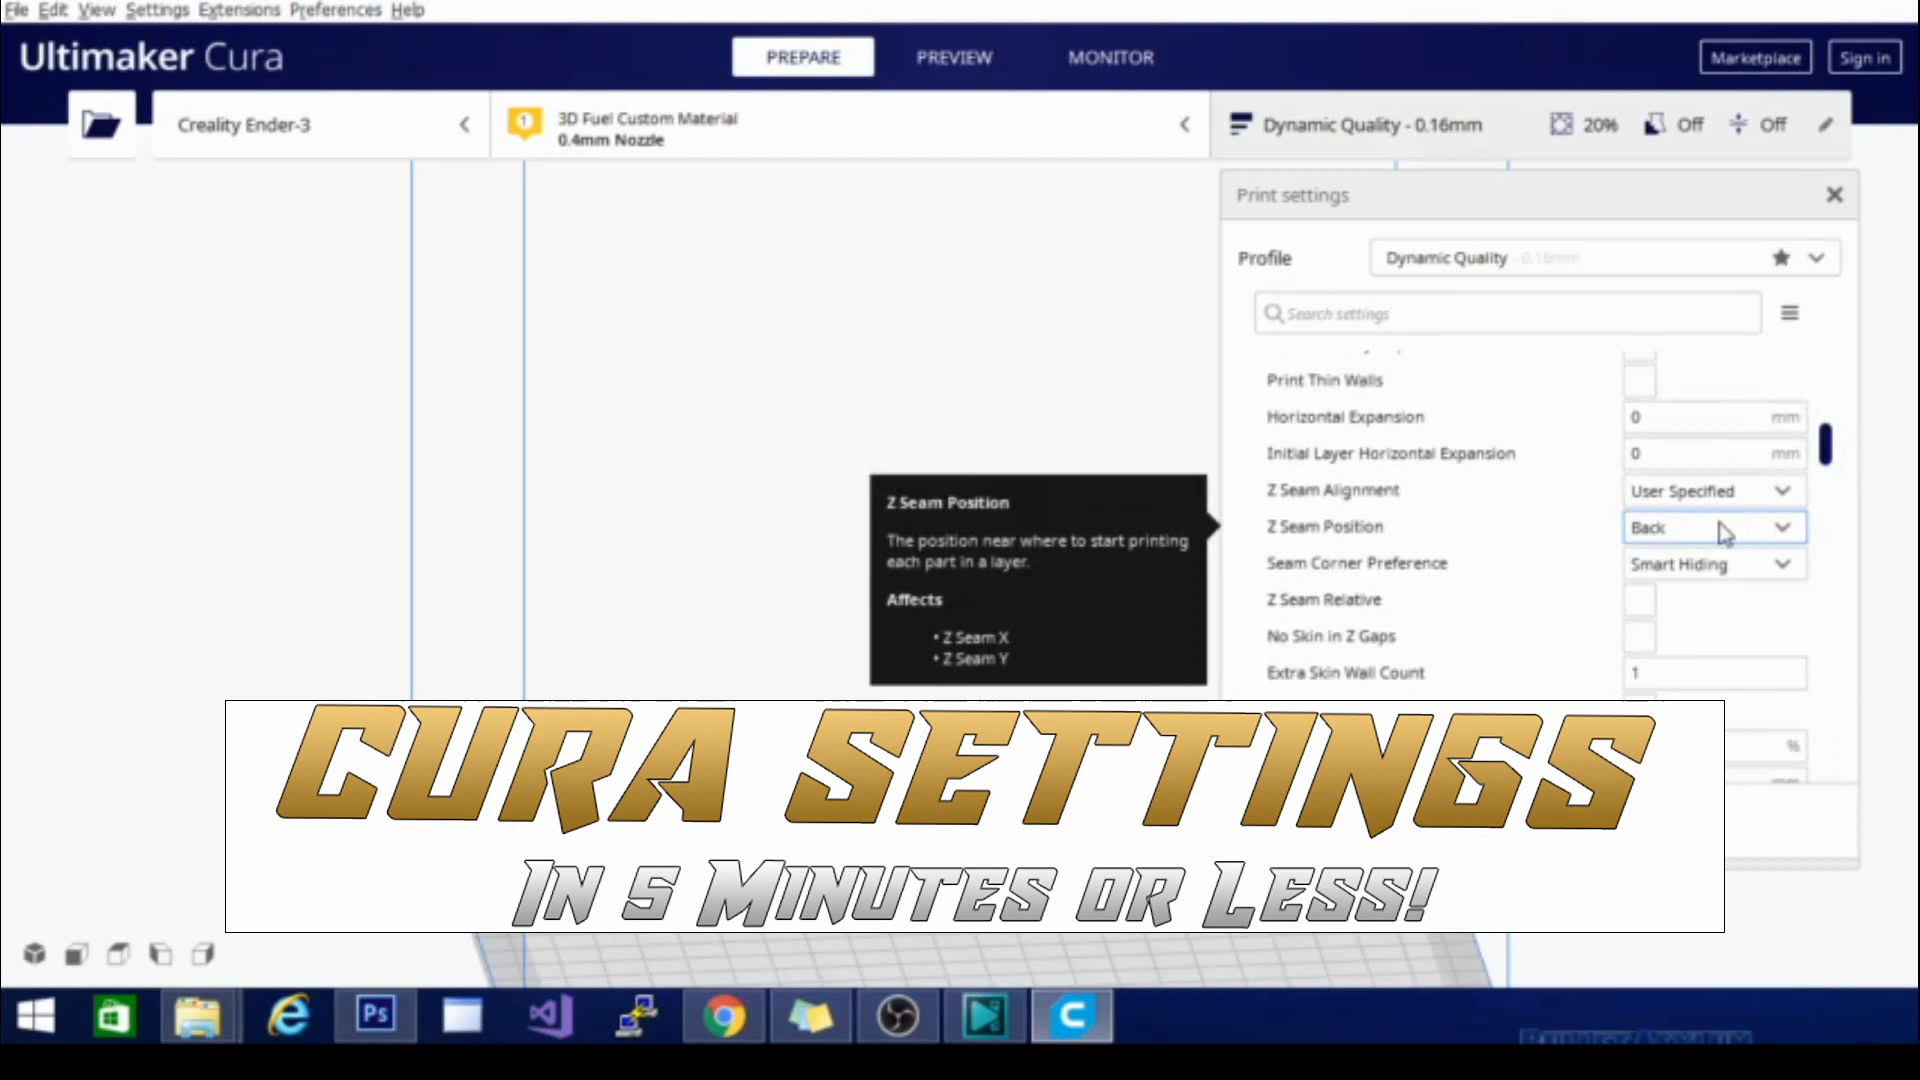 File Edit View Settings Extensions Preferences Help
Ultimaker Cura
PREPARE PREVIEW MONITOR
Marketplace Sign in
Creality Ender-3
1
3D Fuel Custom Material
0.4mm Nozzle
Dynamic Quality - 0.16mm 20% Off Off
Print settings
Profile Dynamic Quality - 0.16mm
Search settings
Print Thin Walls
Horizontal Expansion 0 mm
Initial Layer Horizontal Expansion 0 mm
Z Seam Alignment User Specified
Z Seam Position Back
Seam Corner Preference Smart Hiding
Z Seam Relative
No Skin in Z Gaps
Extra Skin Wall Count 1
%
Z Seam Position
The position near where to start printing
each part in a layer.
Affects
• Z Seam X
• Z Seam Y
CURA SETTINGS
IN 5 MINUTES OR LESS!
Ps